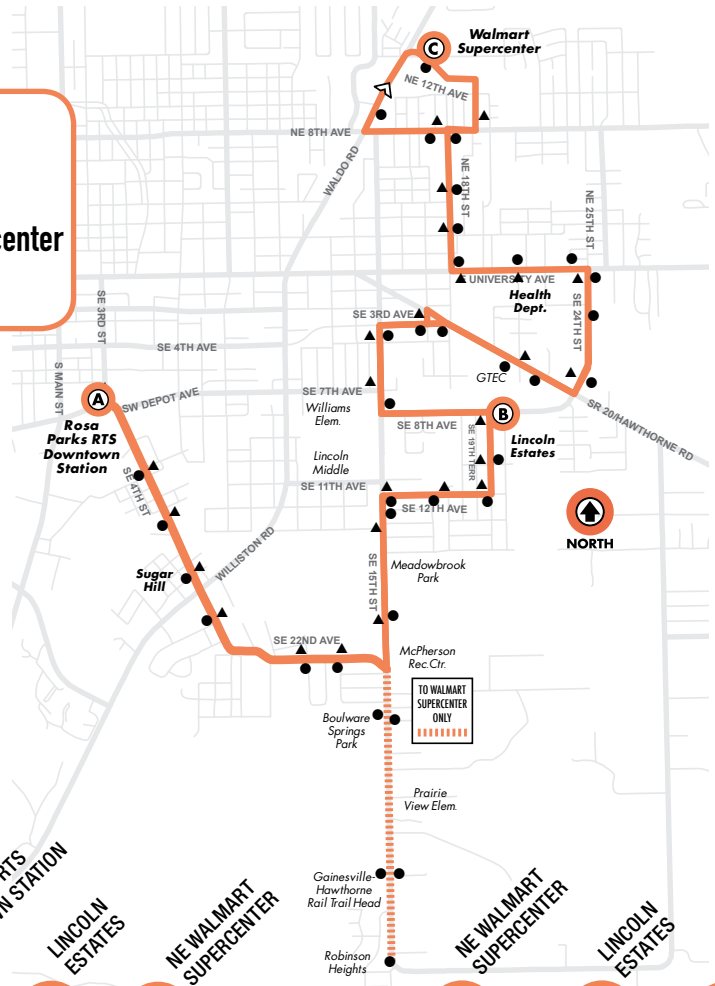 Walmart
Supercenter
C
NE 12TH AVE
NE 8TH AVE
WALDO RD
center
NE 18TH ST
NE 25TH ST
UNIVERSITY AVE
Health
Dept.
SE 24TH ST
SE 3RD ST
SE 3RD AVE
SE 4TH AVE
GTEC
S MAIN ST
SE 7TH AVE
SW DEPOT AVE
A
Williams
Elem.
B
SE 8TH AVE
SR 20/HAWTHORNE RD
Rosa
Parks RTS
Downtown
Station
Lincoln
Estates
SE 19TH TERR
Lincoln
Middle
SE 4TH ST
SE 11TH AVE
SE 12TH AVE
NORTH
WILLISTON RD
Sugar
Hill
SE 15TH ST
Meadowbrook
Park
SE 22ND AVE
McPherson
Rec.Ctr.
TO WALMART
SUPERCENTER
ONLY
Boulware
Springs
Park
Prairie
View Elem.
Gainesville-
Hawthorne
Rail Trail Head
Robinson
Heights
RTS
N STATION
LINCOLN
ESTATES
NE WALMART
SUPERCENTER
NE WALMART
SUPERCENTER
LINCOLN
ESTATES